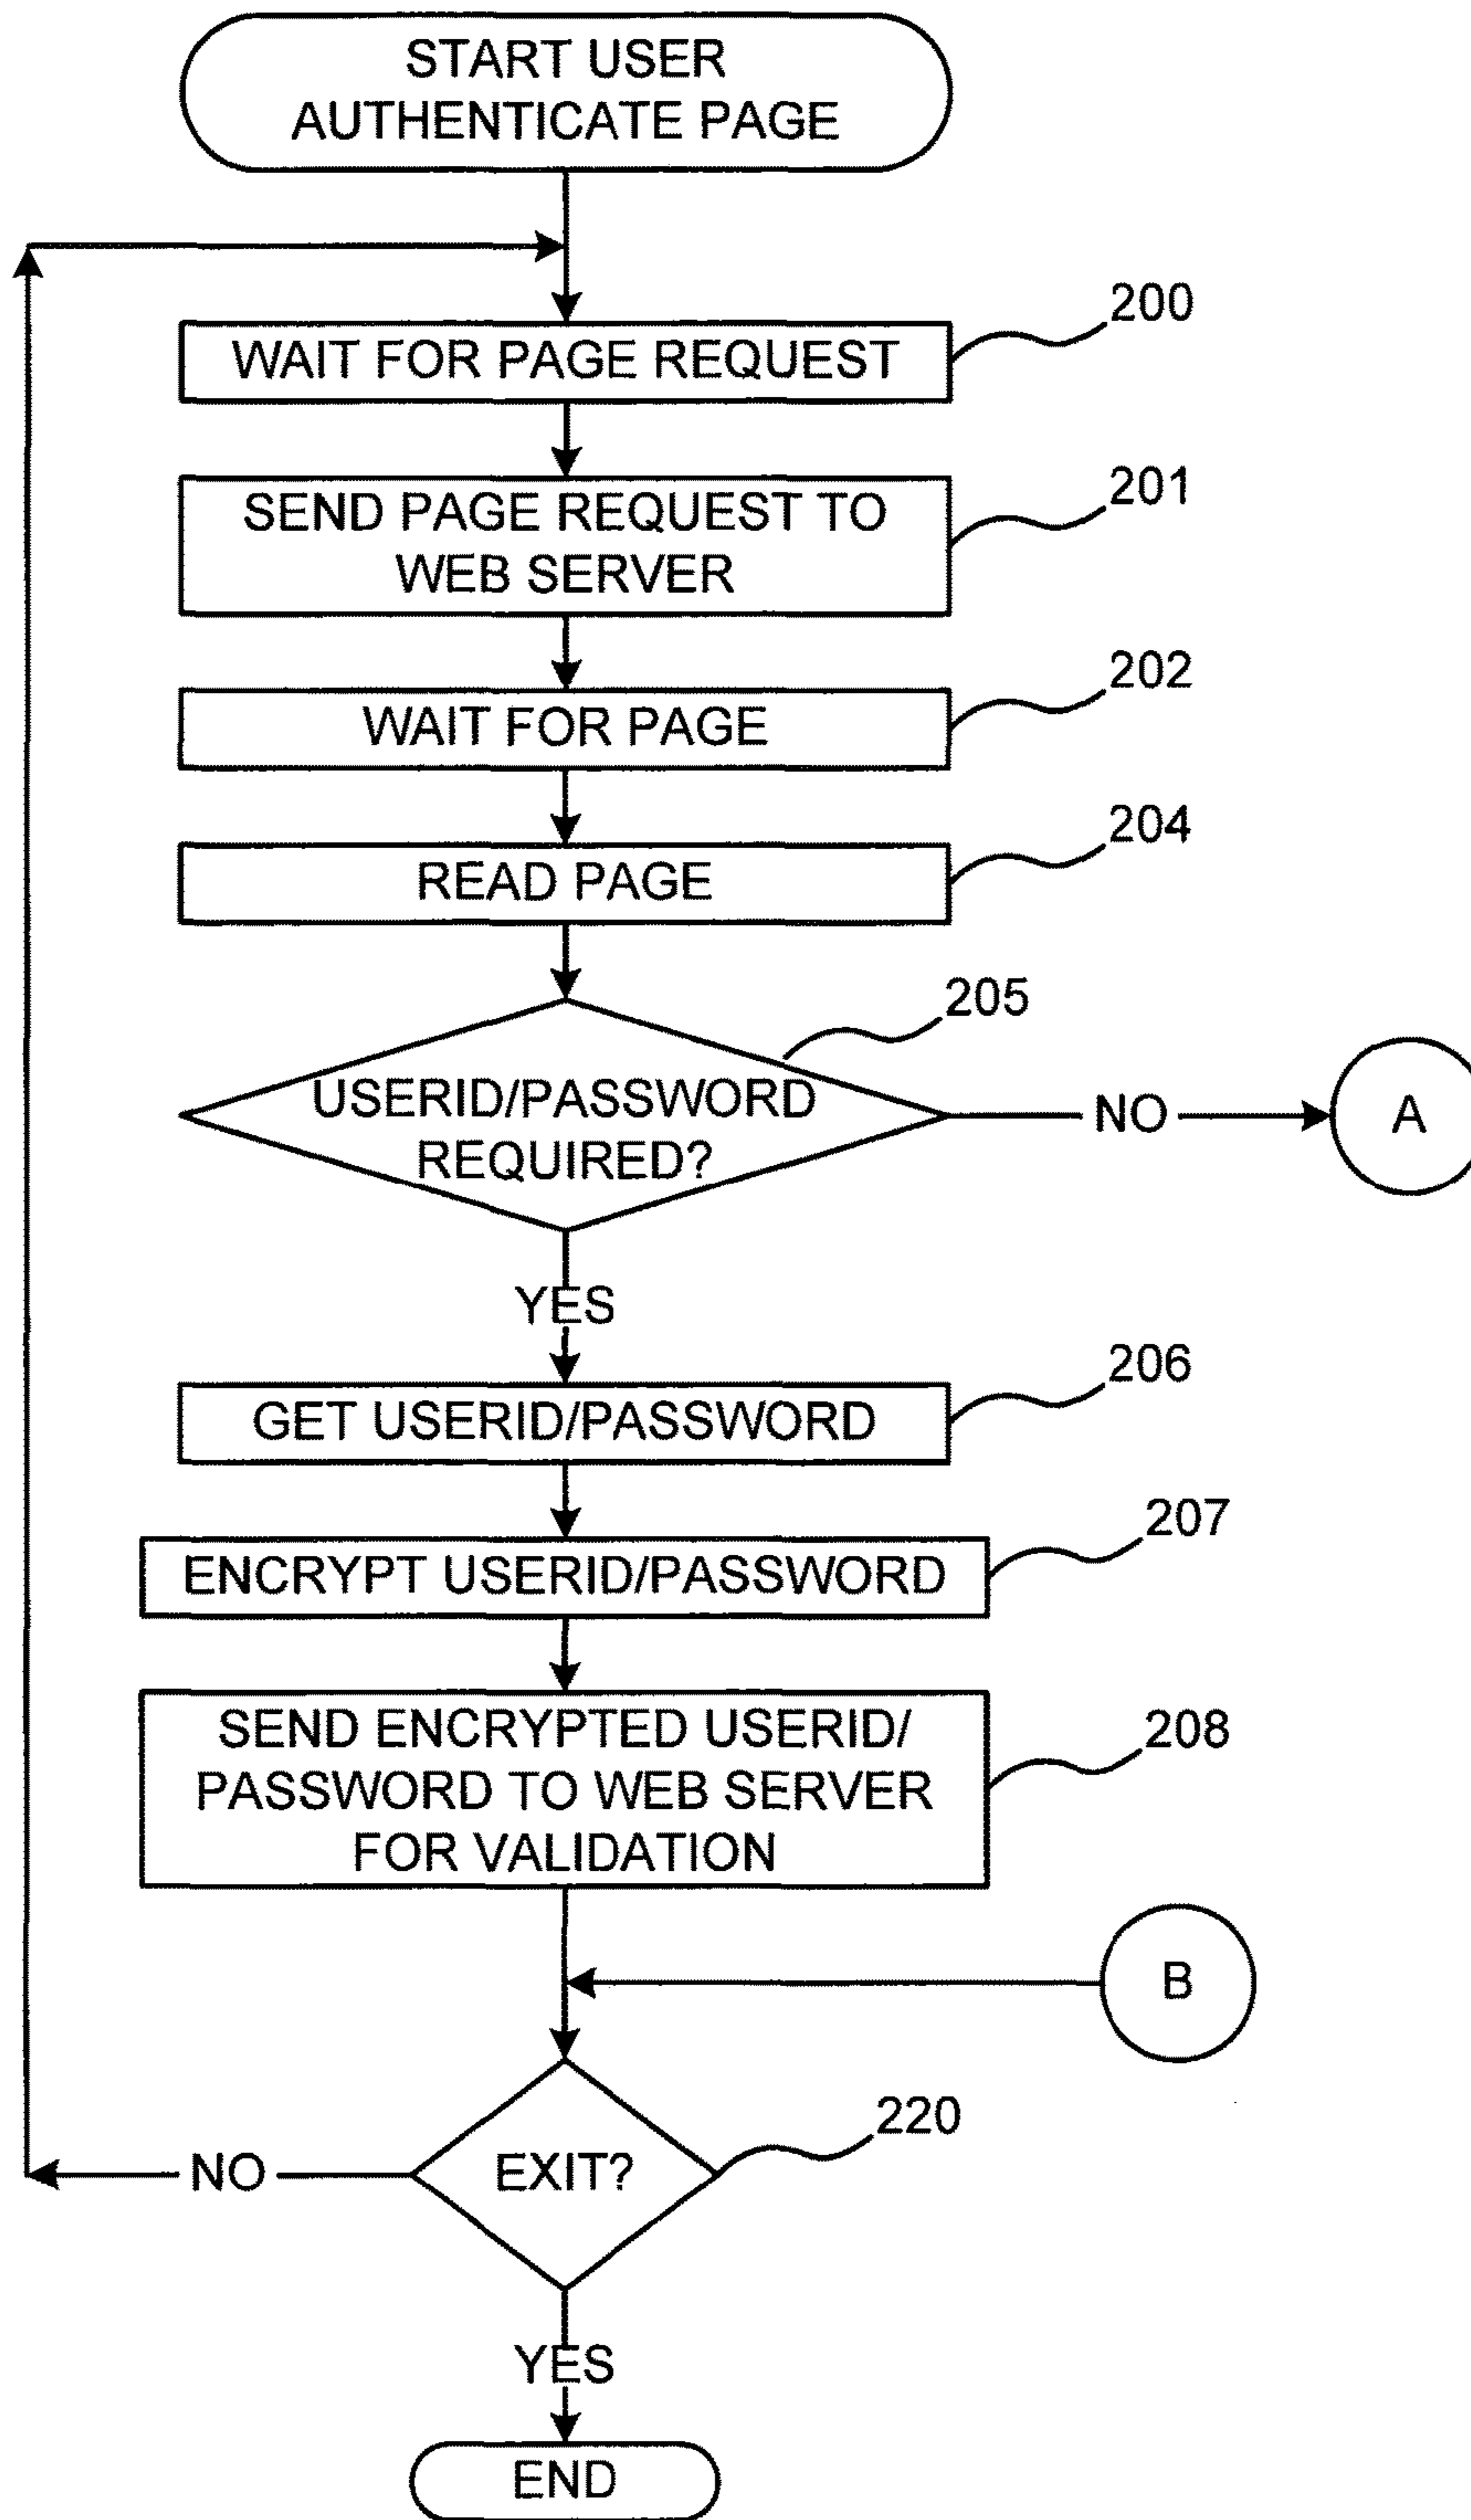 START USER
AUTHENTICATE PAGE
200
WAIT FOR PAGE REQUEST
201
SEND PAGE REQUEST TO
WEB SERVER
202
WAIT FOR PAGE
204
READ PAGE
205
USERID/PASSWORD
REQUIRED?
NO
A
YES
206
GET USERID/PASSWORD
207
ENCRYPT USERID/PASSWORD
208
SEND ENCRYPTED USERID/
PASSWORD TO WEB SERVER
FOR VALIDATION
B
220
EXIT?
NO
YES
END